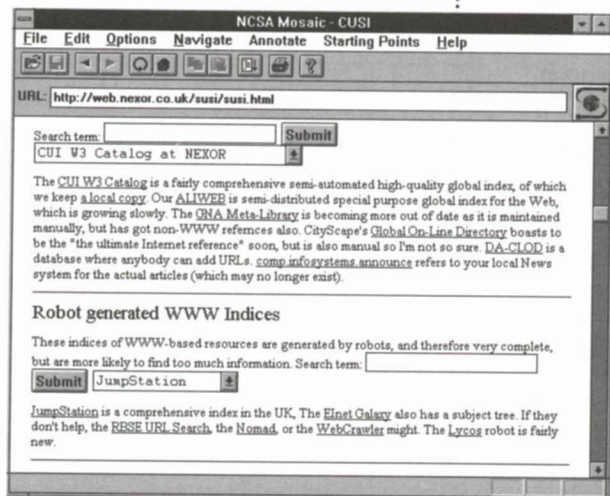 NCSA Mosaic - CUSI
File Edit Options Navigate Annotate Starting Points Help
URL: http://web.nexor.co.uk/susi/susi.html
Search term: Submit
CUI W3 Catalog at NEXOR
The CUI W3 Catalog is a fairly comprehensive semi-automated high-quality global index, of which
we keep a local copy. Our ALIWEB is semi-distributed special purpose global index for the Web,
which is growing slowly. The GNA Meta-Library is becoming more out of date as it is maintained
manually, but has got non-WWW refernces also. CityScape's Global On-Line Directory boasts to
be the "the ultimate Internet reference" soon, but is also manual so I'm not so sure. DA-CLOD is a
database where anybody can add URLs. comp.infosystems.announce refers to your local News
system for the actual articles (which may no longer exist).
Robot generated WWW Indices
These indices of WWW-based resources are generated by robots, and therefore very complete,
but are more likely to find too much information. Search term:
Submit JumpStation
JumpStation is a comprehensive index in the UK, The EInet Galaxy also has a subject tree. If they
don't help, the RBSE URL Search, the Nomad, or the WebCrawler might. The Lycos robot is fairly
new.